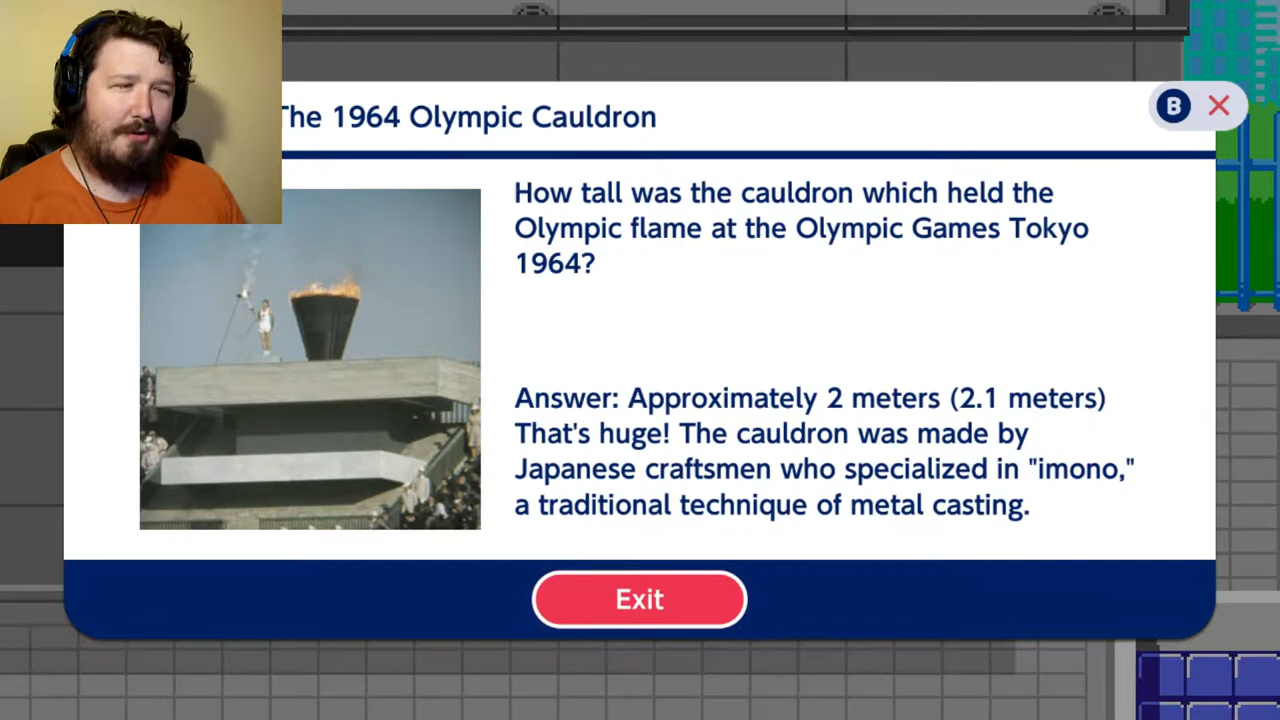 The 1964 Olympic Cauldron
B
How tall was the cauldron which held the
Olympic flame at the Olympic Games Tokyo
1964?
Answer: Approximately 2 meters (2.1 meters)
That's huge! The cauldron was made by
Japanese craftsmen who specialized in "imono,"
a traditional technique of metal casting.
Exit